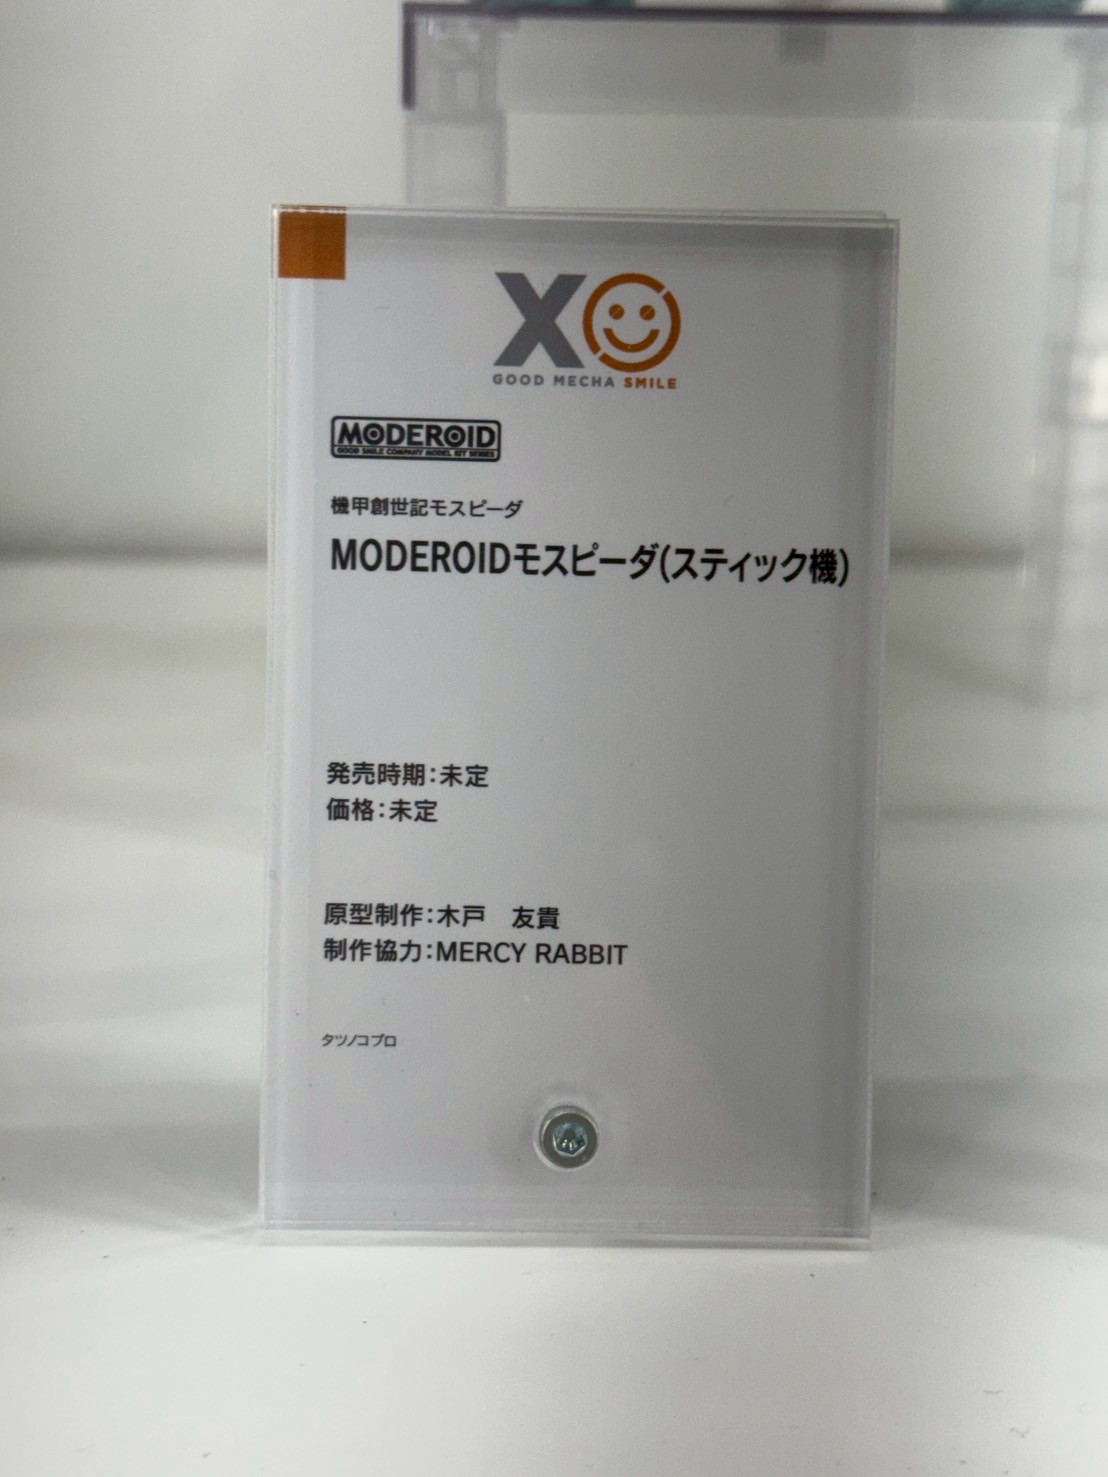 XO
GOOD MECHA SMILE
MODEROID
GOOD SMILE COMPANY MODEL KIT SERIES
機甲創世記モスピーダ
MODEROIDモスピーダ(スティック機)
発売時期:未定
価格:未定
原型制作:木戸　友貴
制作協力:MERCY RABBIT
タツノコプロ